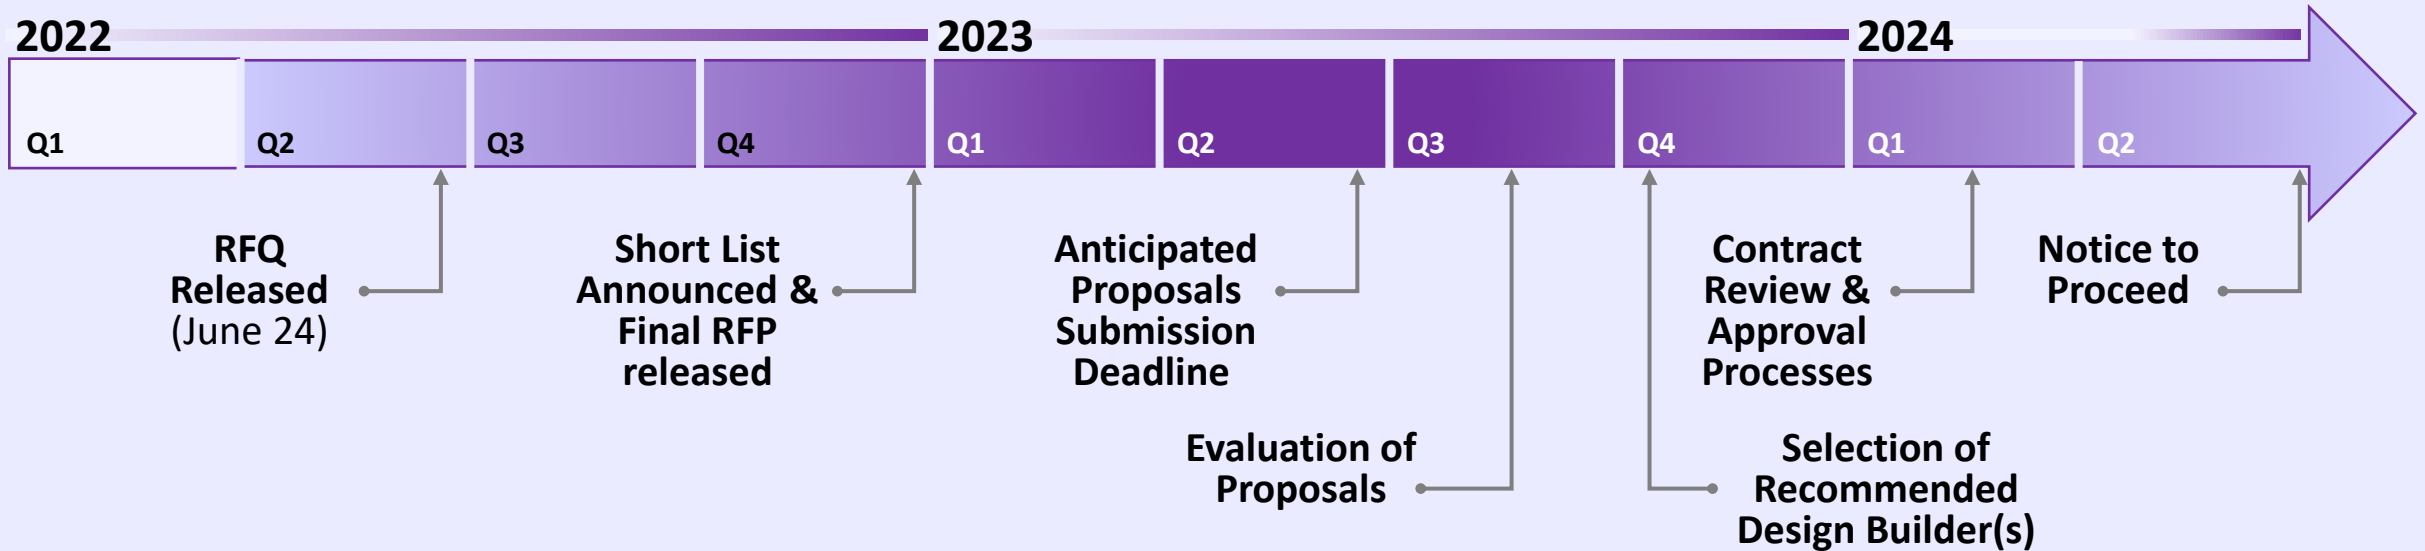 2022
2023
2024
Q1
Q2
Q3
Q4
Q1
Q2
Q3
Q4
Q1
Q2
RFQ
Released
(June 24)
Short List
Announced &
Final RFP
released
Anticipated
Proposals
Submission
Deadline
Evaluation of
Proposals
Contract
Review &
Approval
Processes
Selection of
Recommended
Design Builder(s)
Notice to
Proceed